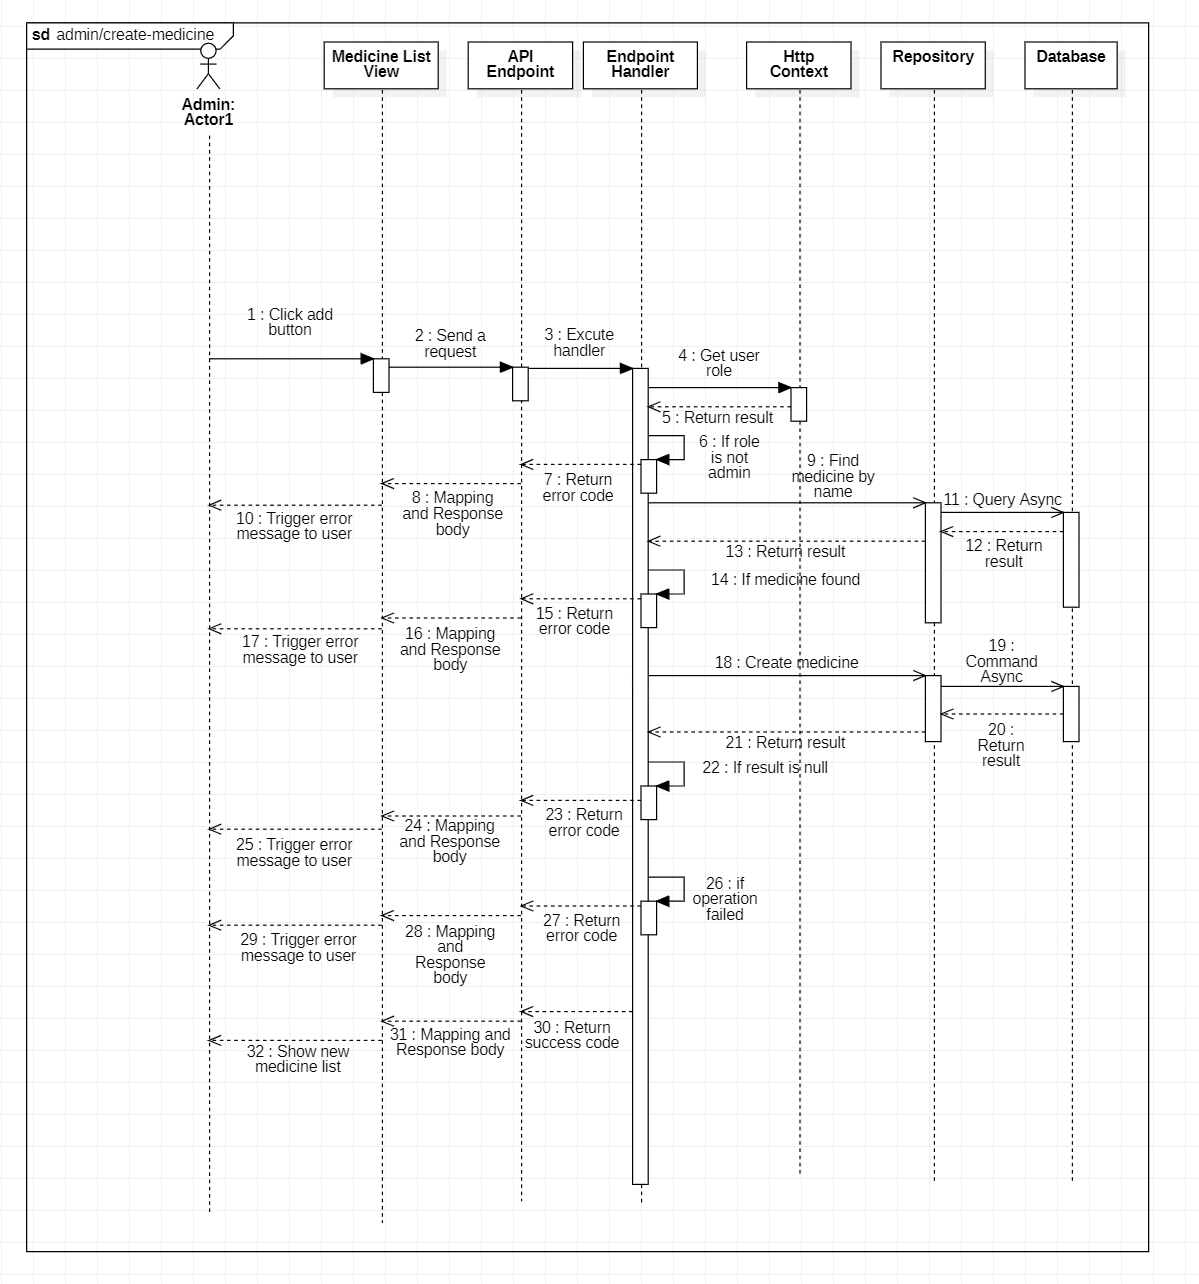 sd admin/create-medicine
Admin:
Actor1
Medicine List
View
API
Endpoint
Endpoint
Handler
Http
Context
Repository
Database
1 : Click add
button
2 : Send a
request
3 : Excute
handler
4 : Get user
role
5 : Return result
6 : If role
is not
admin
7 : Return
error code
8 : Mapping
and Response
body
9 : Find
medicine by
name
10 : Trigger error
message to user
11 : Query Async
12 : Return
result
13 : Return result
14 : If medicine found
15 : Return
error code
16 : Mapping
and Response
body
17 : Trigger error
message to user
18 : Create medicine
19 :
Command
Async
20 :
Return
result
21 : Return result
22 : If result is null
23 : Return
error code
24 : Mapping
and Response
body
25 : Trigger error
message to user
26 : if
operation
failed
27 : Return
error code
28 : Mapping
and
Response
body
29 : Trigger error
message to user
30 : Return
success code
31 : Mapping and
Response body
32 : Show new
medicine list